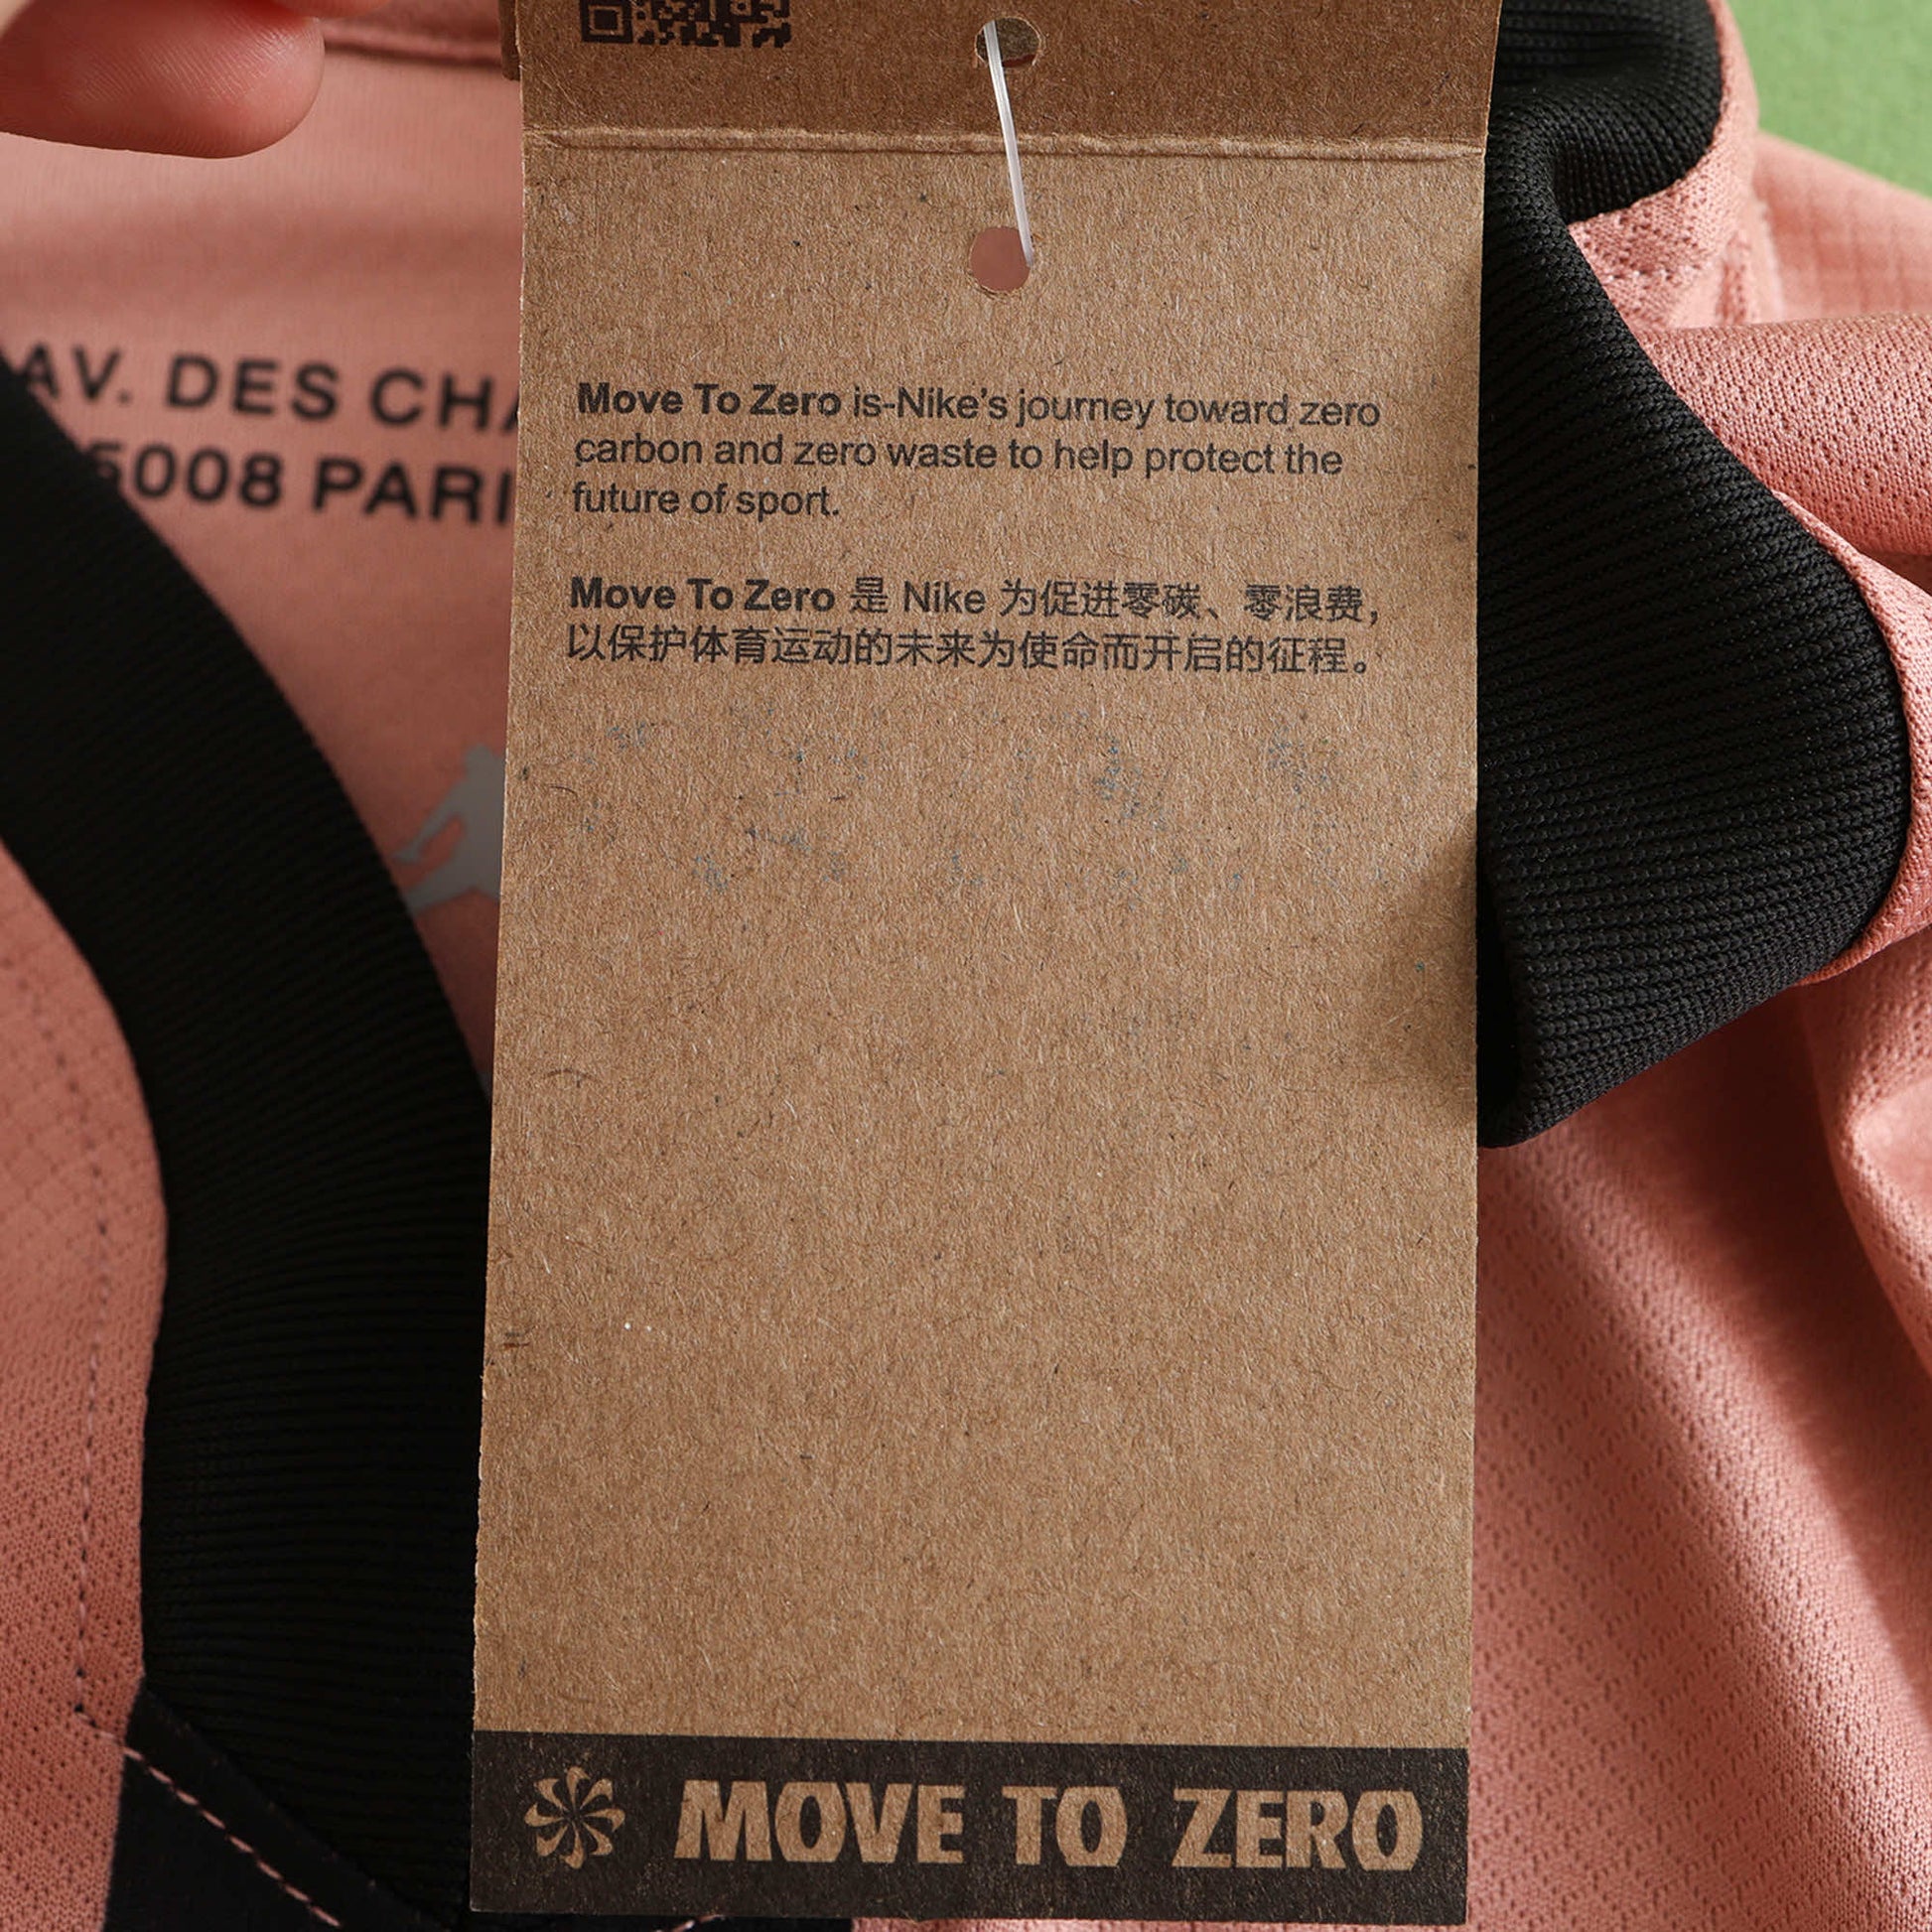 AV. DES CHA
5008 PARI
Move To Zero is-Nike's journey toward zero
carbon and zero waste to help protect the
future of sport.
Move To Zero 是 Nike 为促进零碳、零浪费，
以保护体育运动的未来为使命而开启的征程。
MOVE TO ZERO